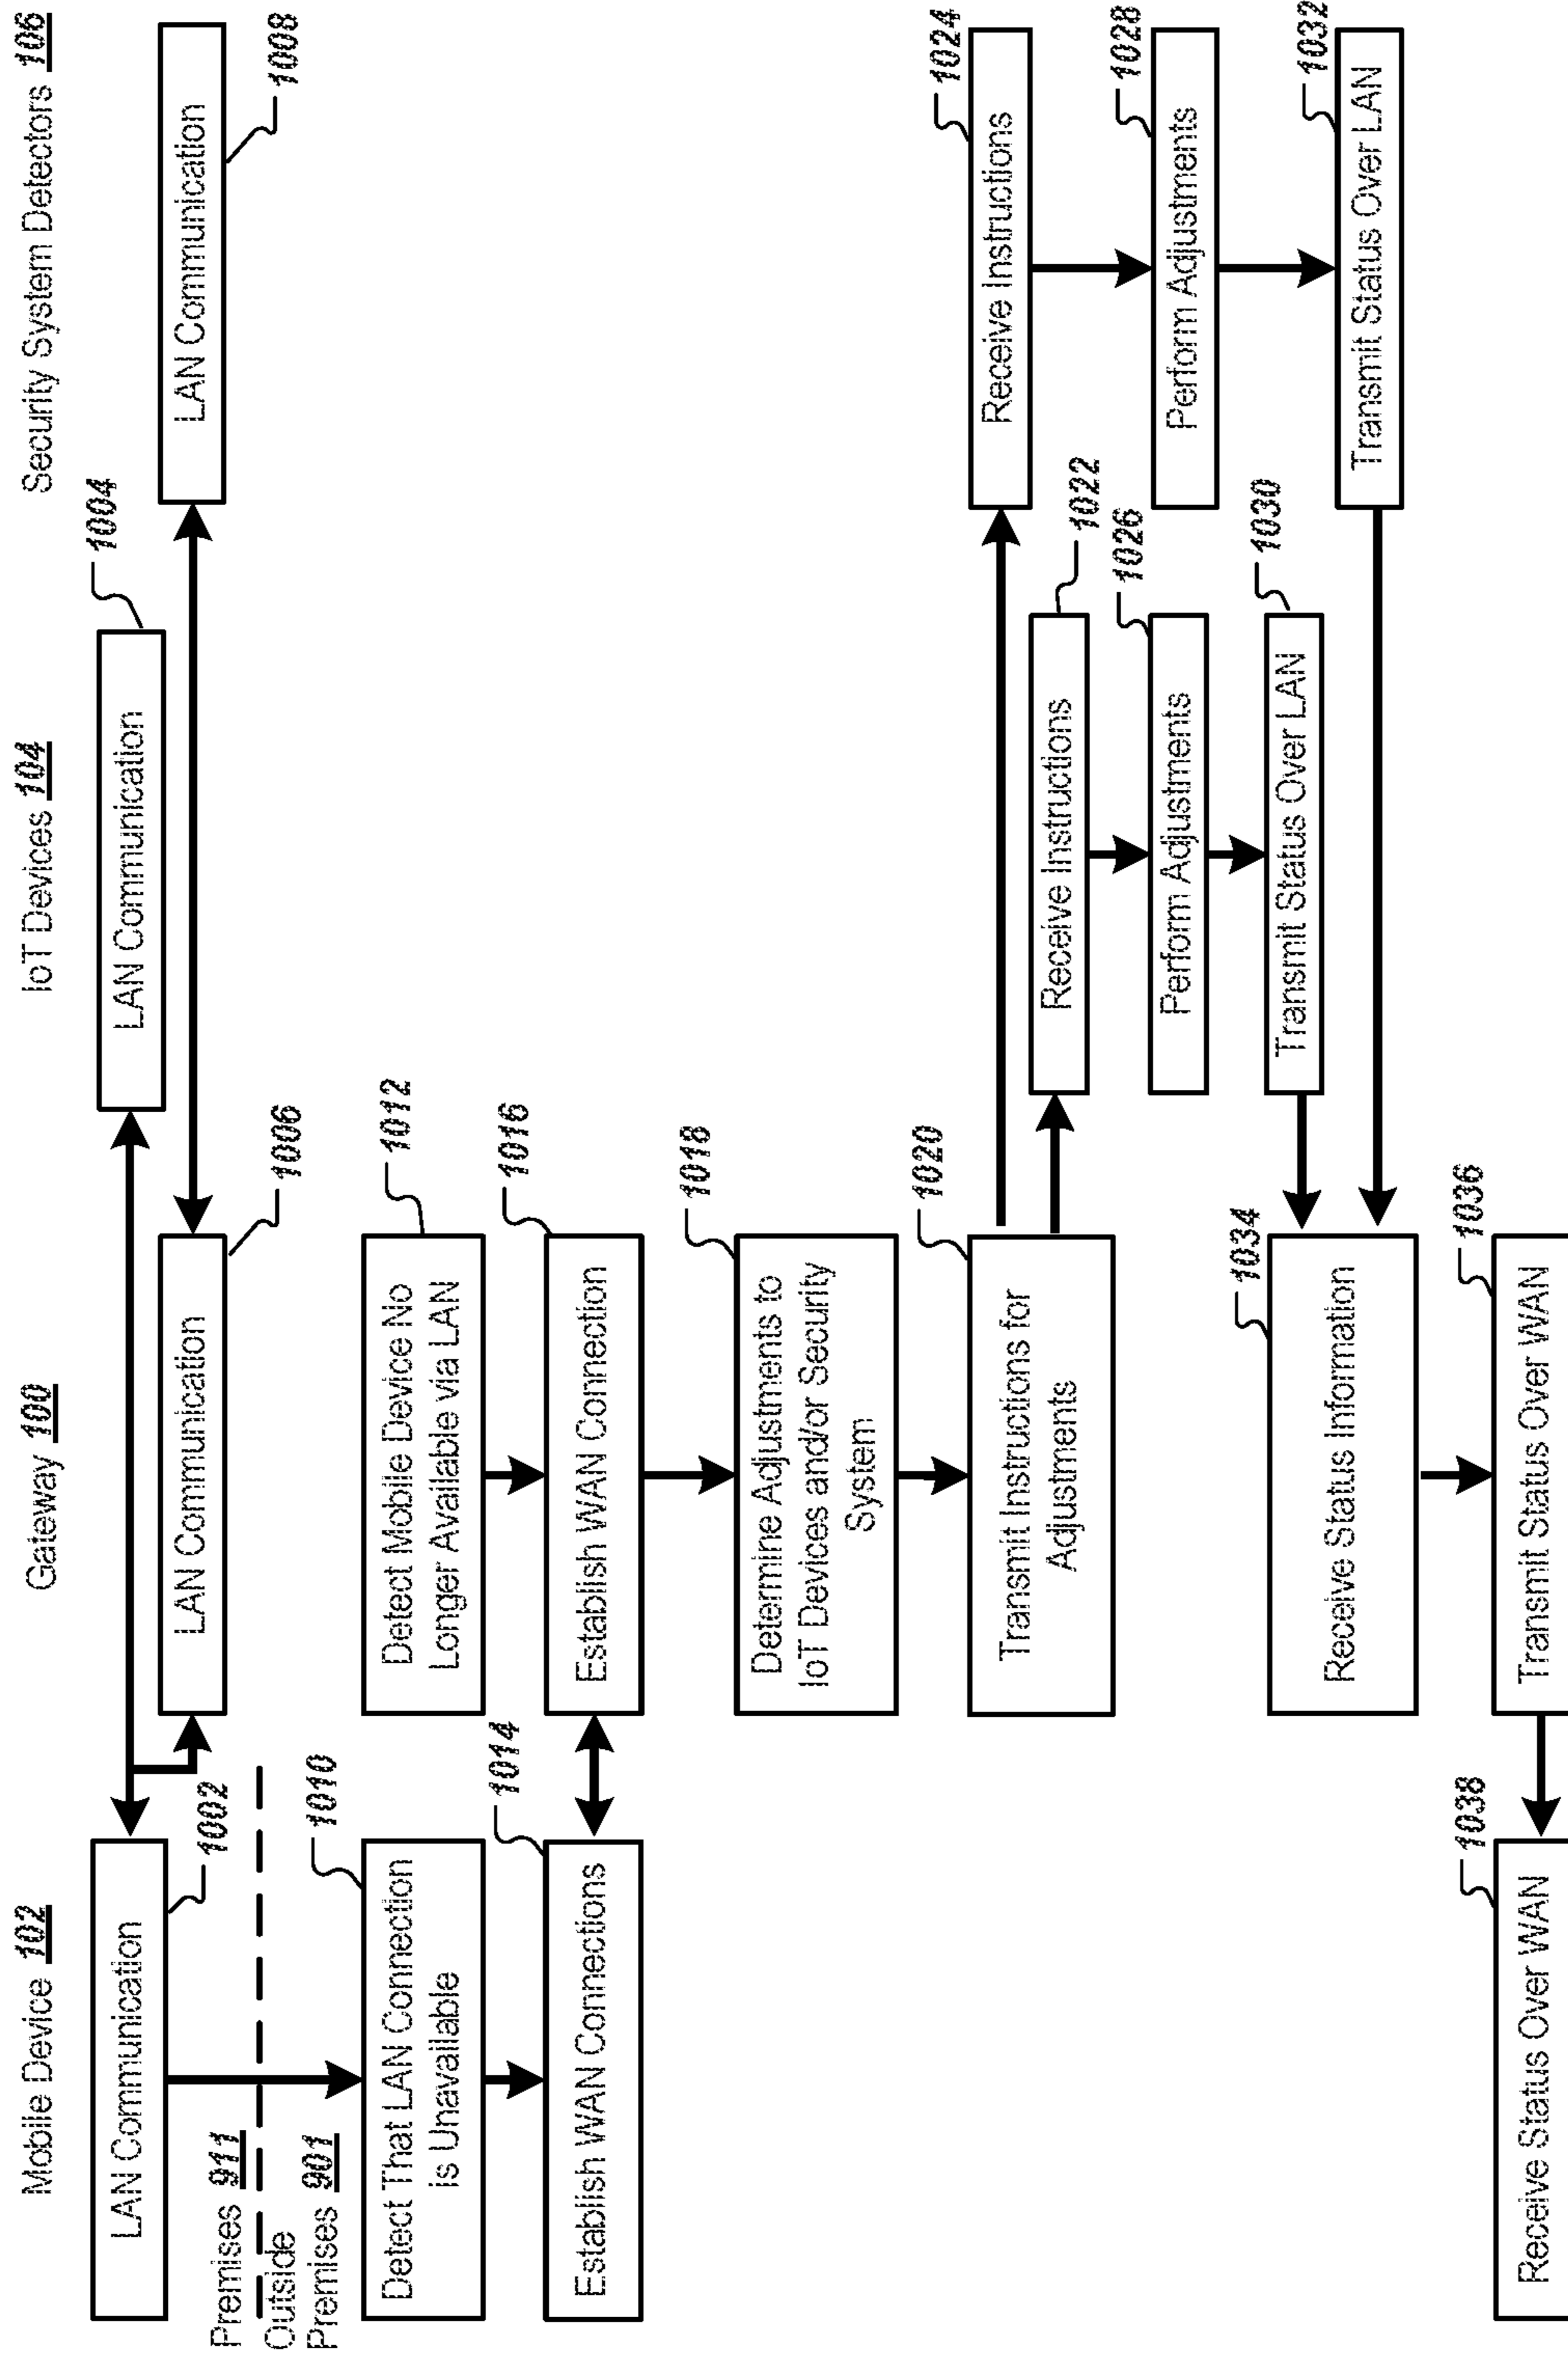 Mobile Device 102
Gateway 100
IoT Devices 104
Security System Detectors 106
LAN Communication
1002
LAN Communication
1004
LAN Communication
1006
LAN Communication
1008
Premises 911
Outside
Premises 901
Detect That LAN Connection
is Unavailable
1010
Detect Mobile Device No
Longer Available via LAN
1012
Establish WAN Connections
1014
Establish WAN Connection
1016
Determine Adjustments to
IoT Devices and/or Security
System
1018
Transmit Instructions for
Adjustments
1020
Receive Instructions
1022
Receive Instructions
1024
Perform Adjustments
1026
Perform Adjustments
1028
Transmit Status Over LAN
1030
Transmit Status Over LAN
1032
Receive Status Information
1034
Transmit Status Over WAN
1036
Receive Status Over WAN
1038